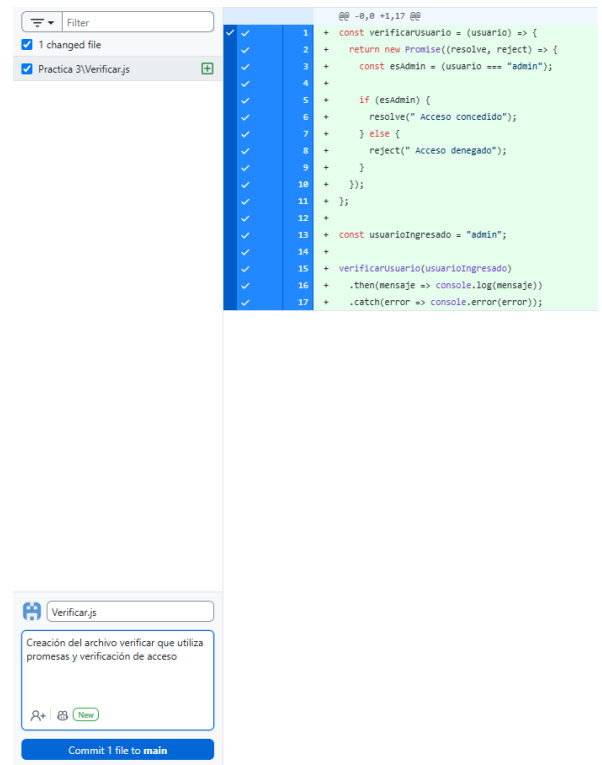 Filter
1 changed file
Practica 3\Verificar.js
@@ -0,0 +1,17 @@
1 + const verificarUsuario = (usuario) => {
2 + return new Promise((resolve, reject) => {
3 + const esAdmin = (usuario === "admin");
4 +
5 + if (esAdmin) {
6 + resolve(" Acceso concedido");
7 + } else {
8 + reject(" Acceso denegado");
9 + }
10 + });
11 + };
12 +
13 + const usuarioIngresado = "admin";
14 +
15 + verificarUsuario(usuarioIngresado)
16 + .then(mensaje => console.log(mensaje))
17 + .catch(error => console.error(error));
Verificar.js
Creación del archivo verificar que utiliza
promesas y verificación de acceso
New
Commit 1 file to main